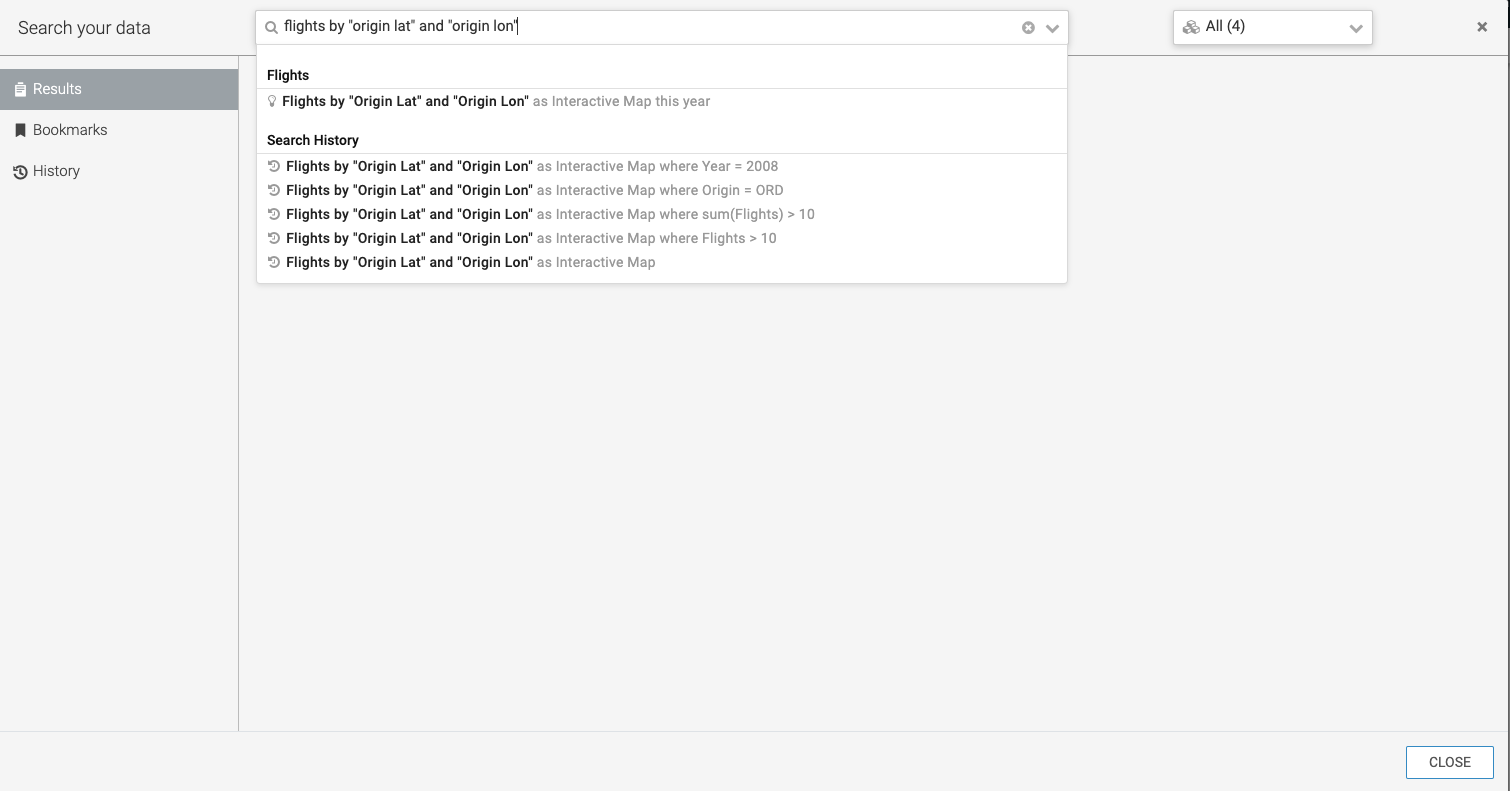 Search your data
flights by "origin lat" and "origin lon"
All (4)
Results
Bookmarks
History
Flights
Flights by "Origin Lat" and "Origin Lon" as Interactive Map this year
Search History
Flights by "Origin Lat" and "Origin Lon" as Interactive Map where Year = 2008
Flights by "Origin Lat" and "Origin Lon" as Interactive Map where Origin = ORD
Flights by "Origin Lat" and "Origin Lon" as Interactive Map where sum(Flights) > 10
Flights by "Origin Lat" and "Origin Lon" as Interactive Map where Flights > 10
Flights by "Origin Lat" and "Origin Lon" as Interactive Map
CLOSE